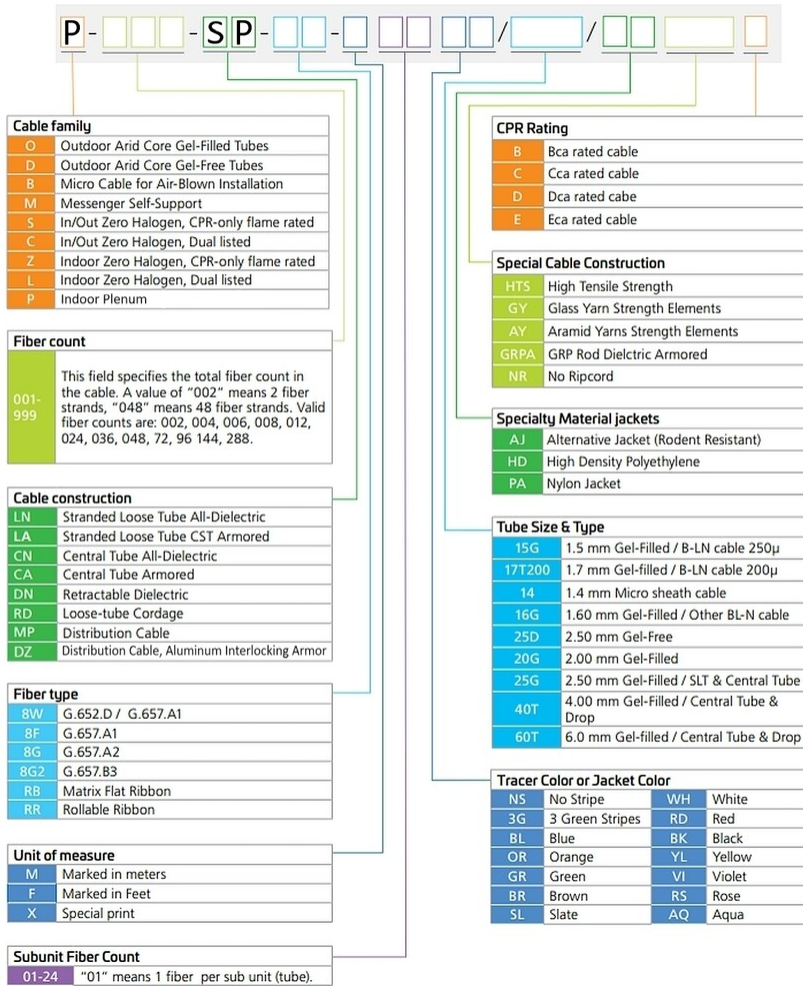 P - - SP - - / /
Cable family
O Outdoor Arid Core Gel-Filled Tubes
D Outdoor Arid Core Gel-Free Tubes
B Micro Cable for Air-Blown Installation
M Messenger Self-Support
S In/Out Zero Halogen, CPR-only flame rated
C In/Out Zero Halogen, Dual listed
Z Indoor Zero Halogen, CPR-only flame rated
L Indoor Zero Halogen, Dual listed
P Indoor Plenum
Fiber count
001-
999
This field specifies the total fiber count in
the cable. A value of "002" means 2 fiber
strands, "048" means 48 fiber strands. Valid
fiber counts are: 002, 004, 006, 008, 012,
024, 036, 048, 72, 96 144, 288.
Cable construction
LN Stranded Loose Tube All-Dielectric
LA Stranded Loose Tube CST Armored
CN Central Tube All-Dielectric
CA Central Tube Armored
DN Retractable Dielectric
RD Loose-tube Cordage
MP Distribution Cable
DZ Distribution Cable, Aluminum Interlocking Armor
Fiber type
8W G.652.D / G.657.A1
8F G.657.A1
8G G.657.A2
8G2 G.657.B3
RB Matrix Flat Ribbon
RR Rollable Ribbon
Unit of measure
M Marked in meters
F Marked in Feet
X Special print
Subunit Fiber Count
01-24 "01" means 1 fiber per sub unit (tube).
CPR Rating
B Bca rated cable
C Cca rated cable
D Dca rated cabe
E Eca rated cable
Special Cable Construction
HTS High Tensile Strength
GY Glass Yarn Strength Elements
AY Aramid Yarns Strength Elements
GRPA GRP Rod Dielctric Armored
NR No Ripcord
Specialty Material jackets
AJ Alternative Jacket (Rodent Resistant)
HD High Density Polyethylene
PA Nylon Jacket
Tube Size & Type
15G 1.5 mm Gel-Filled / B-LN cable 250µ
17T200 1.7 mm Gel-filled / B-LN cable 200µ
14 1.4 mm Micro sheath cable
16G 1.60 mm Gel-Filled / Other BL-N cable
25D 2.50 mm Gel-Free
20G 2.00 mm Gel-Filled
25G 2.50 mm Gel-Filled / SLT & Central Tube
40T 4.00 mm Gel-Filled / Central Tube &
Drop
60T 6.0 mm Gel-filled / Central Tube & Drop
Tracer Color or Jacket Color
NS No Stripe WH White
3G 3 Green Stripes RD Red
BL Blue BK Black
OR Orange YL Yellow
GR Green VI Violet
BR Brown RS Rose
SL Slate AQ Aqua